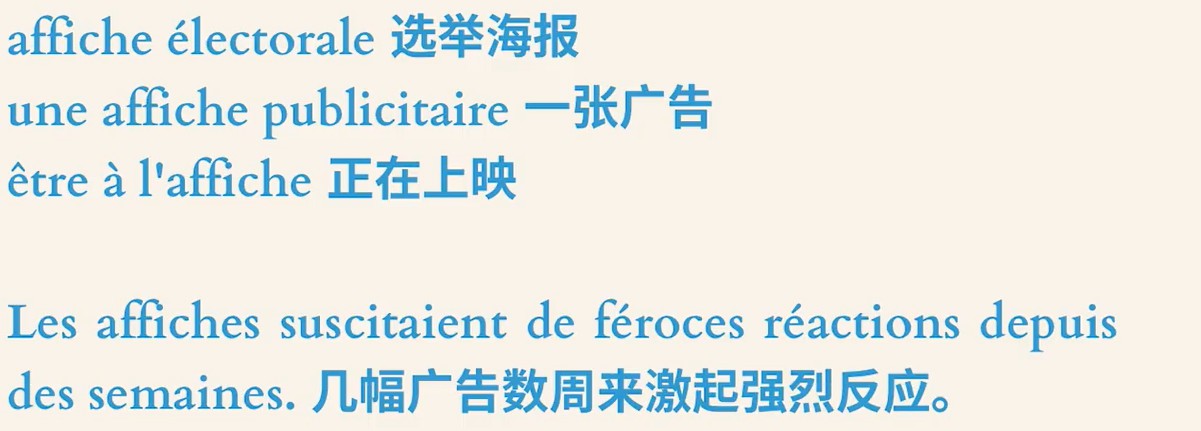 affiche électorale 选举海报
une affiche publicitaire 一张广告
être à l'affiche 正在上映
Les affiches suscitaient de féroces réactions depuis
des semaines. 几幅广告数周来激起强烈反应。